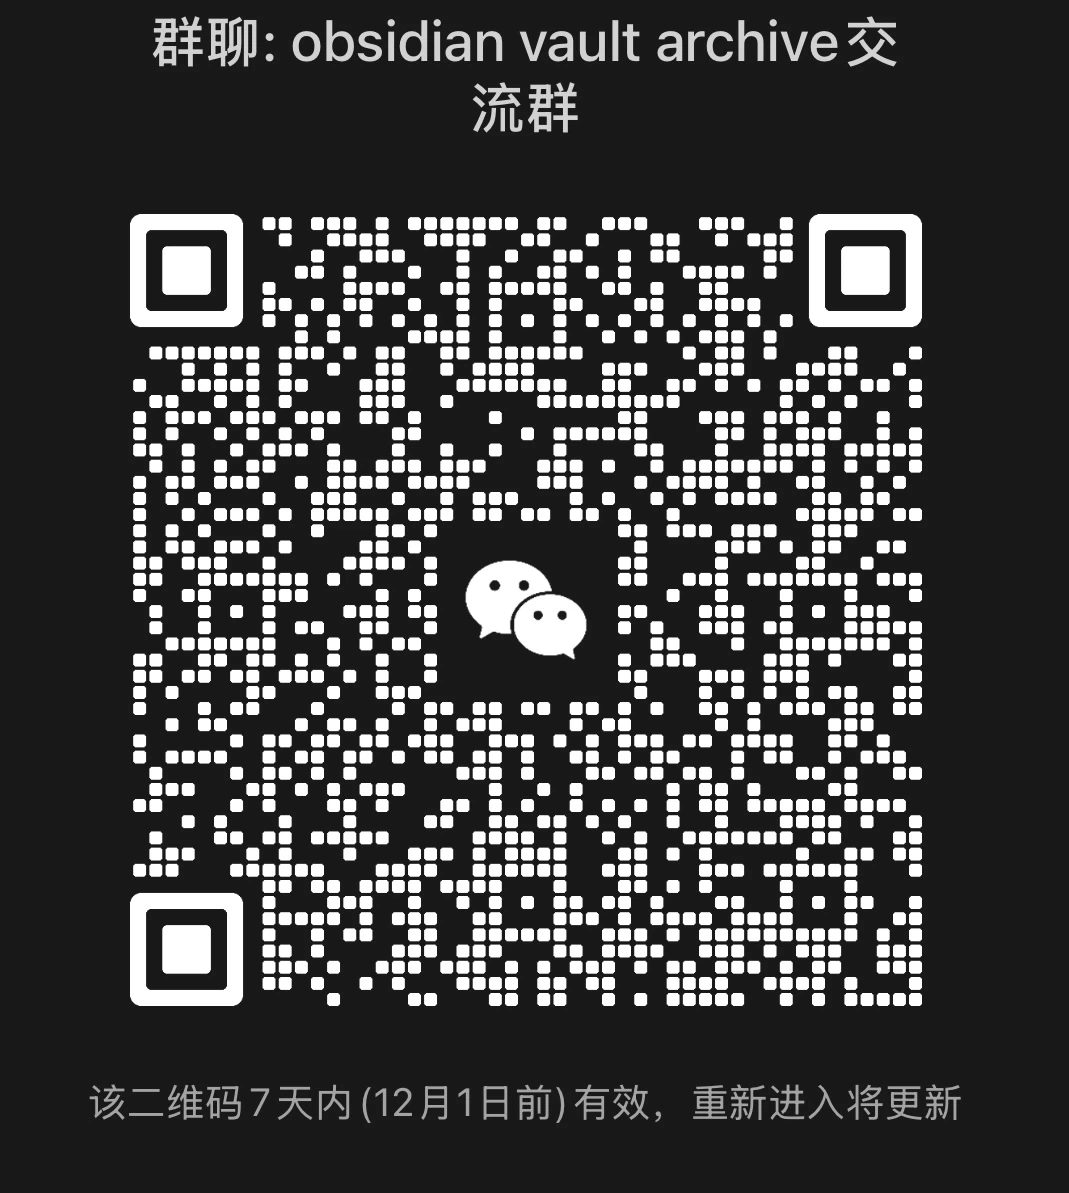 群聊: obsidian vault archive交
流群
该二维码7天内(12月1日前)有效，重新进入将更新